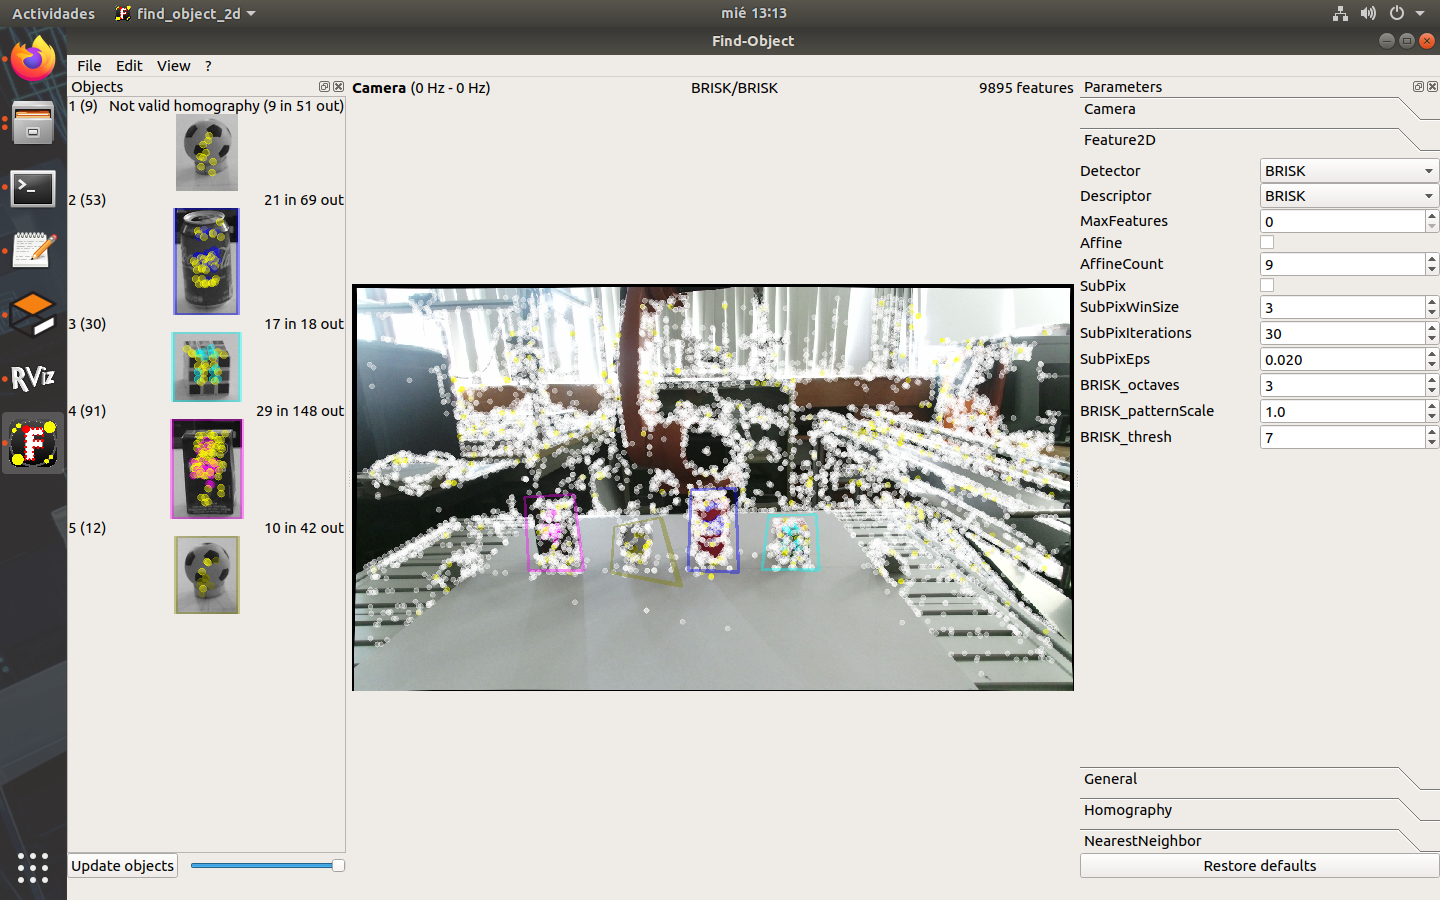 Actividades find_object_2d mié 13:13
Find-Object
File Edit View ?
Objects
1 (9) Not valid homography (9 in 51 out)
2 (53) 21 in 69 out
3 (30) 17 in 18 out
4 (91) 29 in 148 out
5 (12) 10 in 42 out
Update objects
Camera (0 Hz - 0 Hz) BRISK/BRISK 9895 features
Parameters
Camera
Feature2D
Detector BRISK
Descriptor BRISK
MaxFeatures 0
Affine
AffineCount 9
SubPix
SubPixWinSize 3
SubPixIterations 30
SubPixEps 0.020
BRISK_octaves 3
BRISK_patternScale 1.0
BRISK_thresh 7
General
Homography
NearestNeighbor
Restore defaults
RViz
F